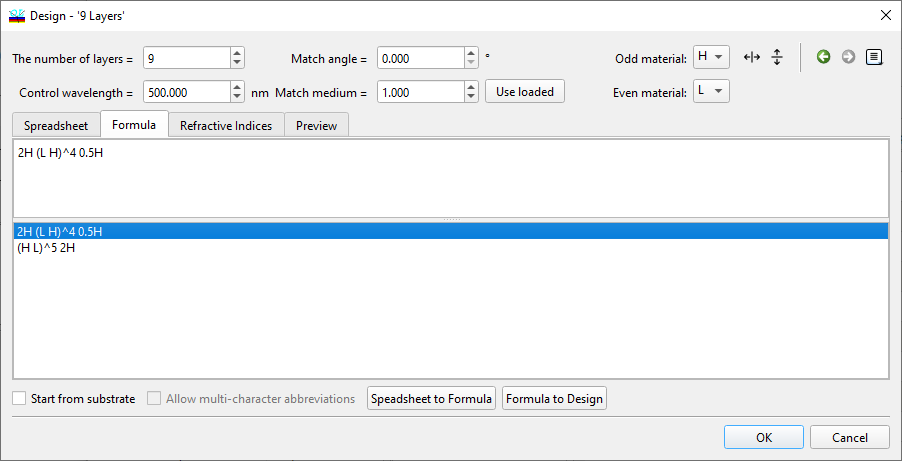 Design - '9 Layers'
The number of layers = 9 Match angle = 0.000 ° Odd material: H
Control wavelength = 500.000 nm Match medium = 1.000 Use loaded Even material: L
Spreadsheet Formula Refractive Indices Preview
2H (L H)^4 0.5H
2H (L H)^4 0.5H
(H L)^5 2H
Start from substrate Allow multi-character abbreviations Speadsheet to Formula Formula to Design
OK Cancel